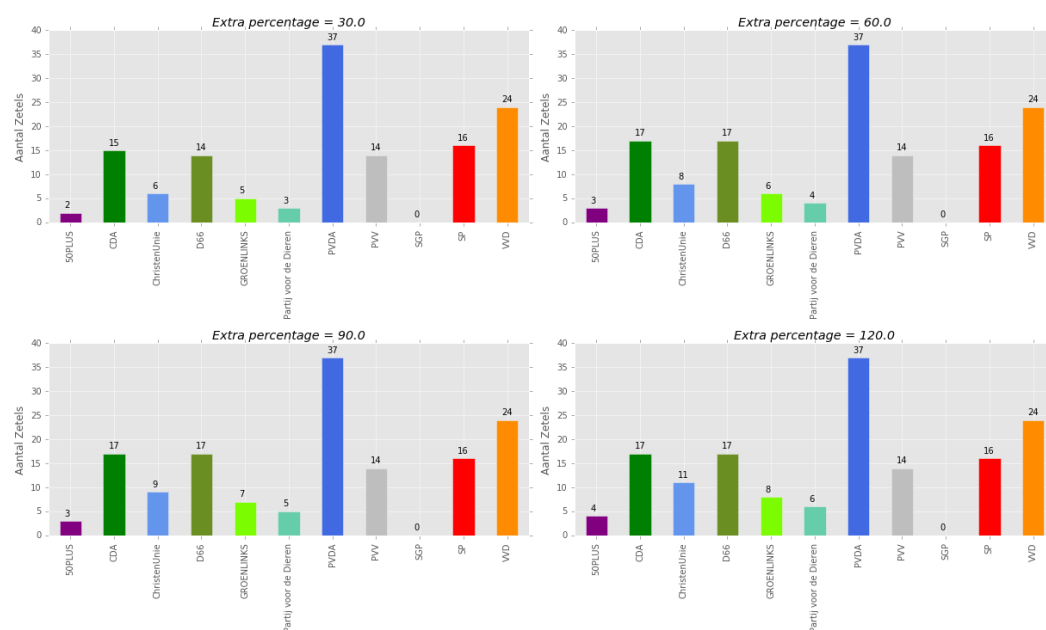 Extra percentage = 30.0
Aantal Zetels
40
35
30
25
20
15
10
5
0
2
15
6
14
5
3
37
14
0
16
24
50PLUS
CDA
ChristenUnie
D66
GROENLINKS
Partij voor de Dieren
PVDA
PVV
SGP
SP
VVD
Extra percentage = 60.0
Aantal Zetels
40
35
30
25
20
15
10
5
0
3
17
8
17
6
4
37
14
0
16
24
50PLUS
CDA
ChristenUnie
D66
GROENLINKS
Partij voor de Dieren
PVDA
PVV
SGP
SP
VVD
Extra percentage = 90.0
Aantal Zetels
40
35
30
25
20
15
10
5
0
3
17
9
17
7
5
37
14
0
16
24
50PLUS
CDA
ChristenUnie
D66
GROENLINKS
Partij voor de Dieren
PVDA
PVV
SGP
SP
VVD
Extra percentage = 120.0
Aantal Zetels
40
35
30
25
20
15
10
5
0
4
17
11
17
8
6
37
14
0
16
24
50PLUS
CDA
ChristenUnie
D66
GROENLINKS
Partij voor de Dieren
PVDA
PVV
SGP
SP
VVD